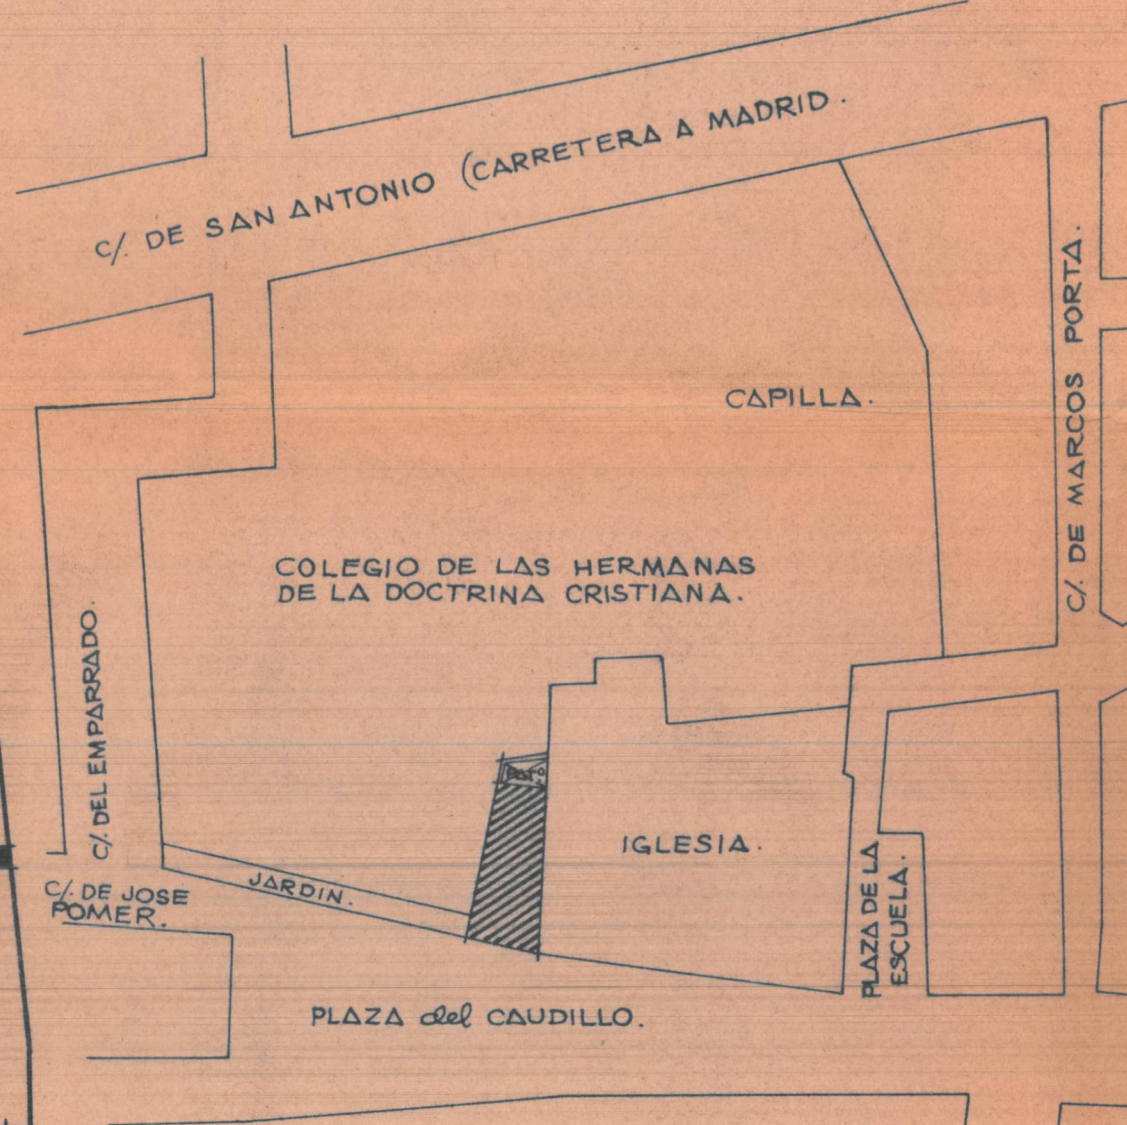 C/. DE SAN ANTONIO (CARRETERA A MADRID.
C/. DE MARCOS PORTA.
CAPILLA.
COLEGIO DE LAS HERMANAS
DE LA DOCTRINA CRISTIANA.
C/. DEL EMPARRADO.
IGLESIA.
JARDIN.
C/. DE JOSE
POMER.
PLAZA DE LA
ESCUELA.
PLAZA del CAUDILLO.